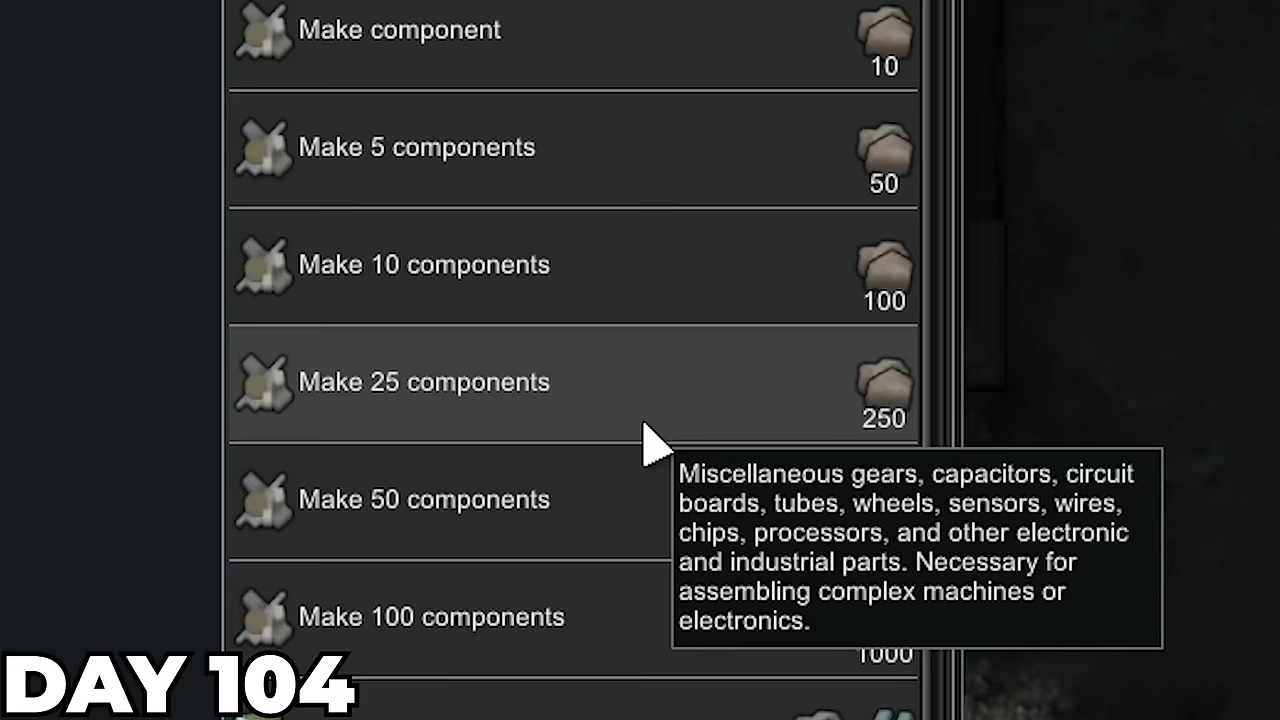 Make component
10
Make 5 components
50
Make 10 components
100
Make 25 components
250
Make 50 components
Miscellaneous gears, capacitors, circuit
boards, tubes, wheels, sensors, wires,
chips, processors, and other electronic
and industrial parts. Necessary for
assembling complex machines or
electronics.
Make 100 components
1000
DAY 104